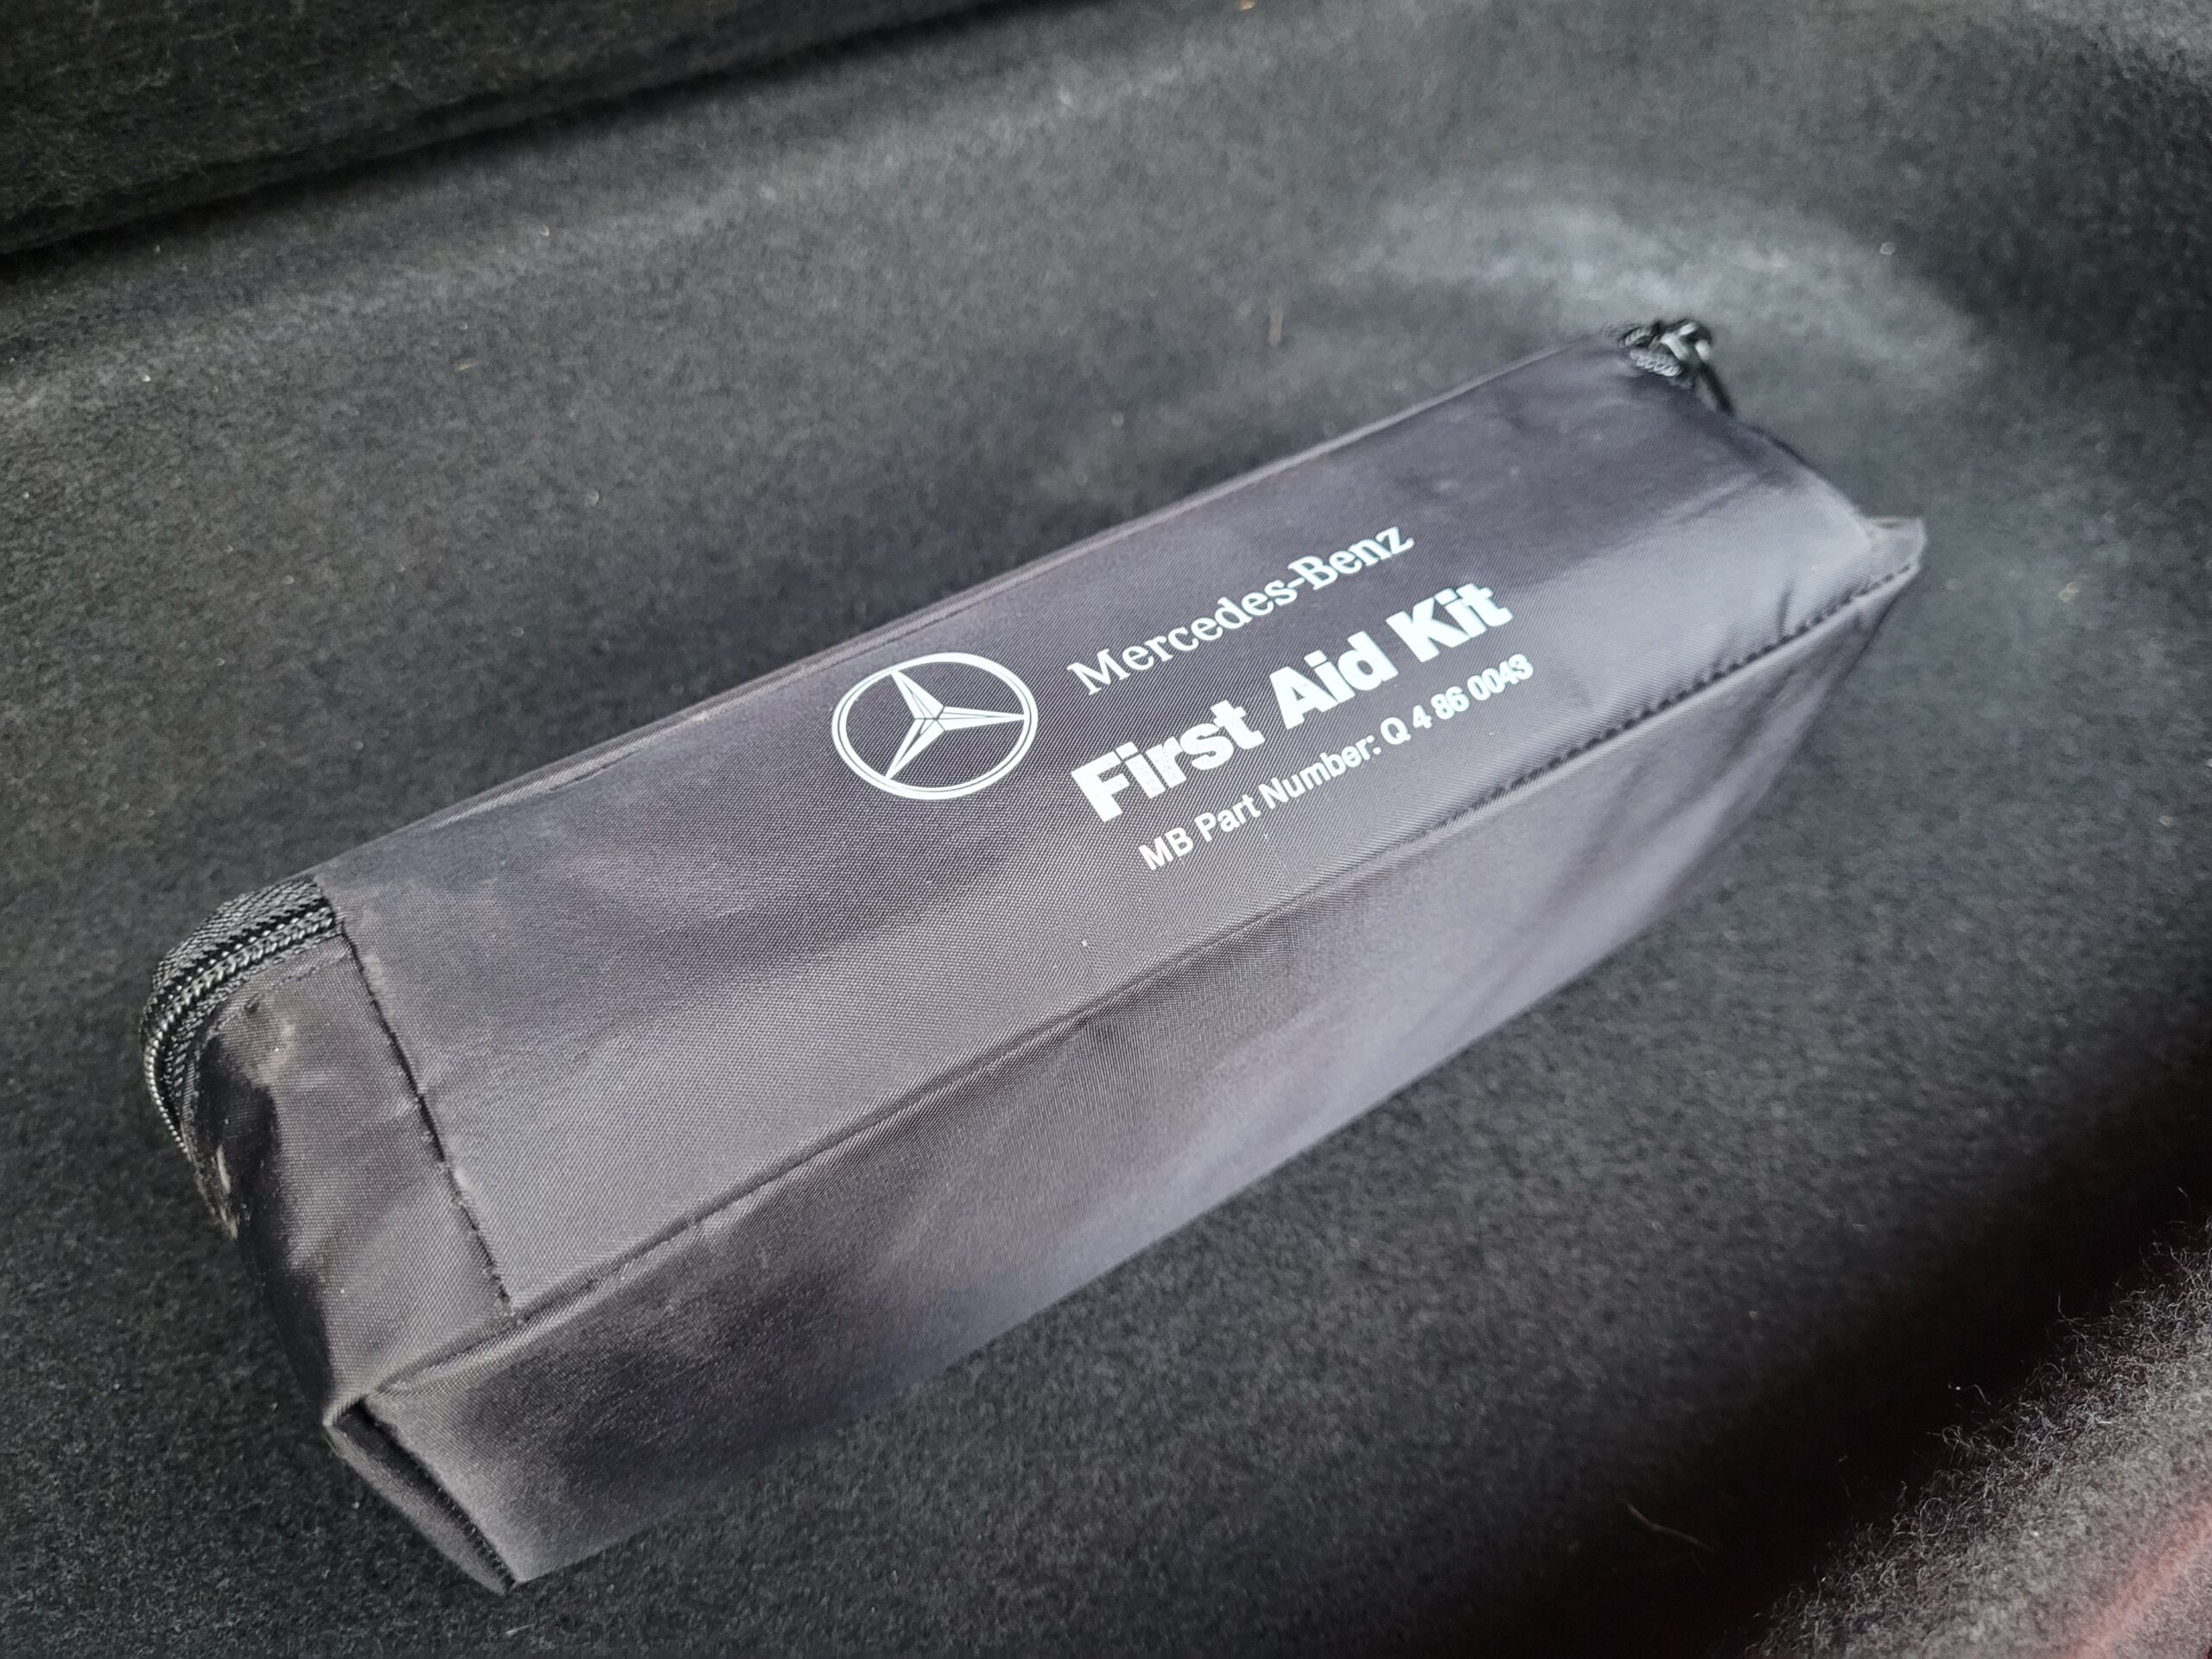 Mercedes-Benz
First Aid Kit
MB Part Number: Q 4 86 0043